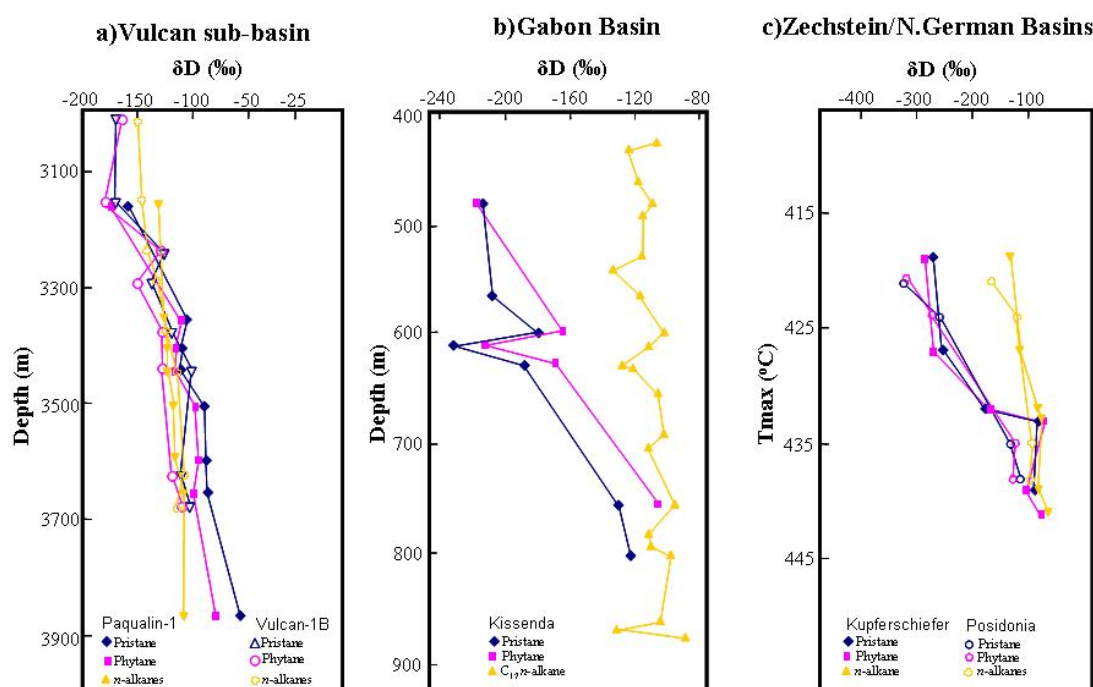 a)Vulcan sub-basin
δD (‰)
-200 -150 -100 -50 -25
3100
3300
3500
3700
3900
Depth (m)
Paqualin-1
Pristane
Phytane
n-alkanes
Vulcan-1B
Pristane
Phytane
n-alkanes
b)Gabon Basin
δD (‰)
-240 -200 -160 -120 -80
400
500
600
700
800
900
Depth (m)
Kissenda
Pristane
Phytane
C17n-alkane
c)Zechstein/N.German Basins
δD (‰)
-400 -300 -200 -100
415
425
435
445
Tmax (ºC)
Kupferschiefer
Pristane
Phytane
n-alkane
Posidonia
Pristane
Phytane
n-alkanes